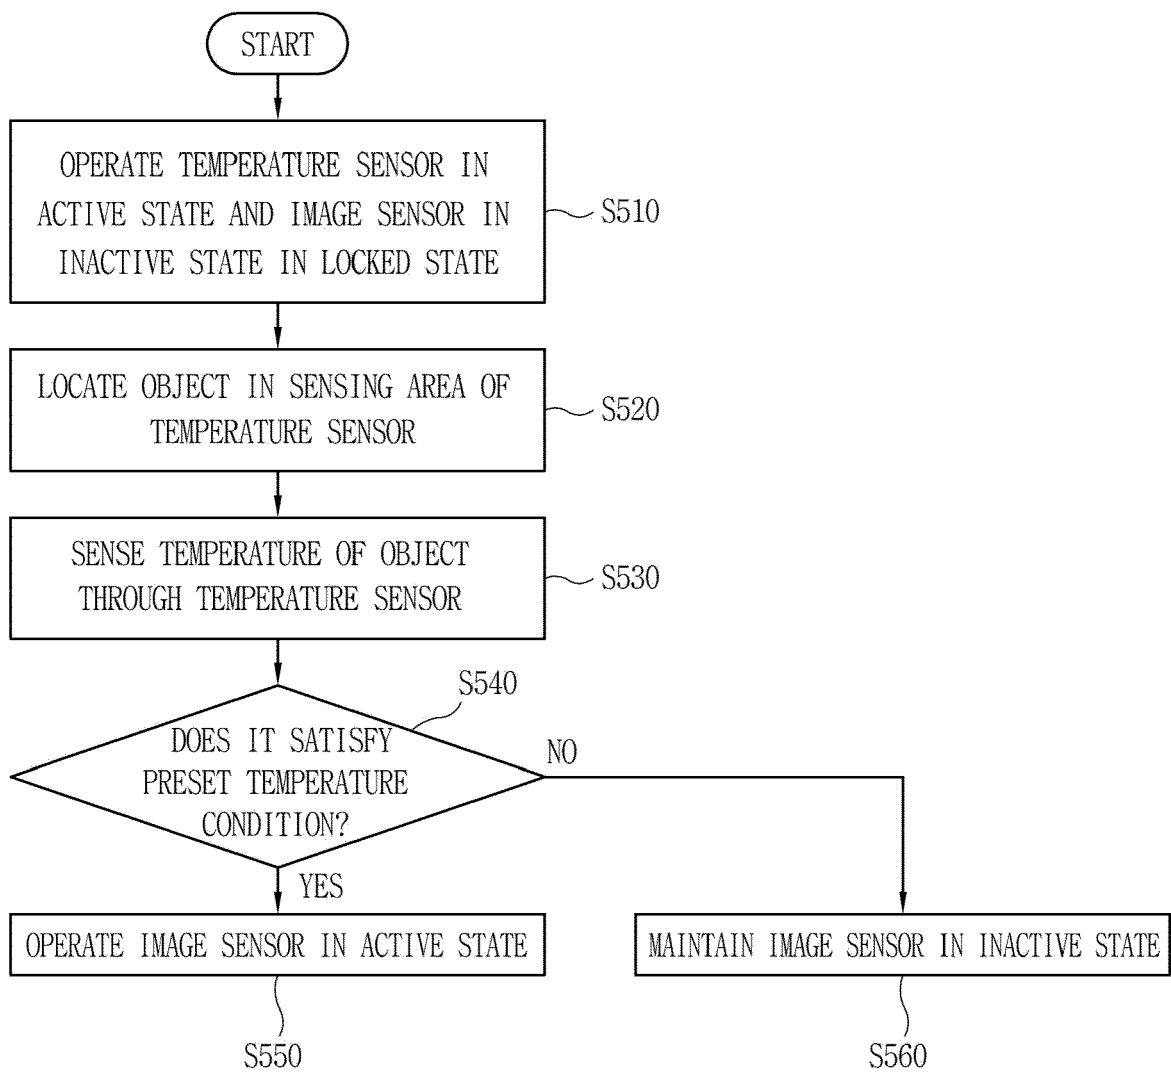 START
OPERATE TEMPERATURE SENSOR IN
ACTIVE STATE AND IMAGE SENSOR IN
INACTIVE STATE IN LOCKED STATE
S510
LOCATE OBJECT IN SENSING AREA OF
TEMPERATURE SENSOR
S520
SENSE TEMPERATURE OF OBJECT
THROUGH TEMPERATURE SENSOR
S530
S540
DOES IT SATISFY
PRESET TEMPERATURE
CONDITION?
NO
YES
OPERATE IMAGE SENSOR IN ACTIVE STATE
MAINTAIN IMAGE SENSOR IN INACTIVE STATE
S550
S560